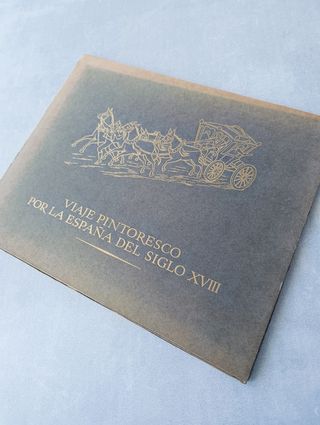 VIAJE PINTORESCO
POR LA ESPAÑA DEL SIGLO XVIII